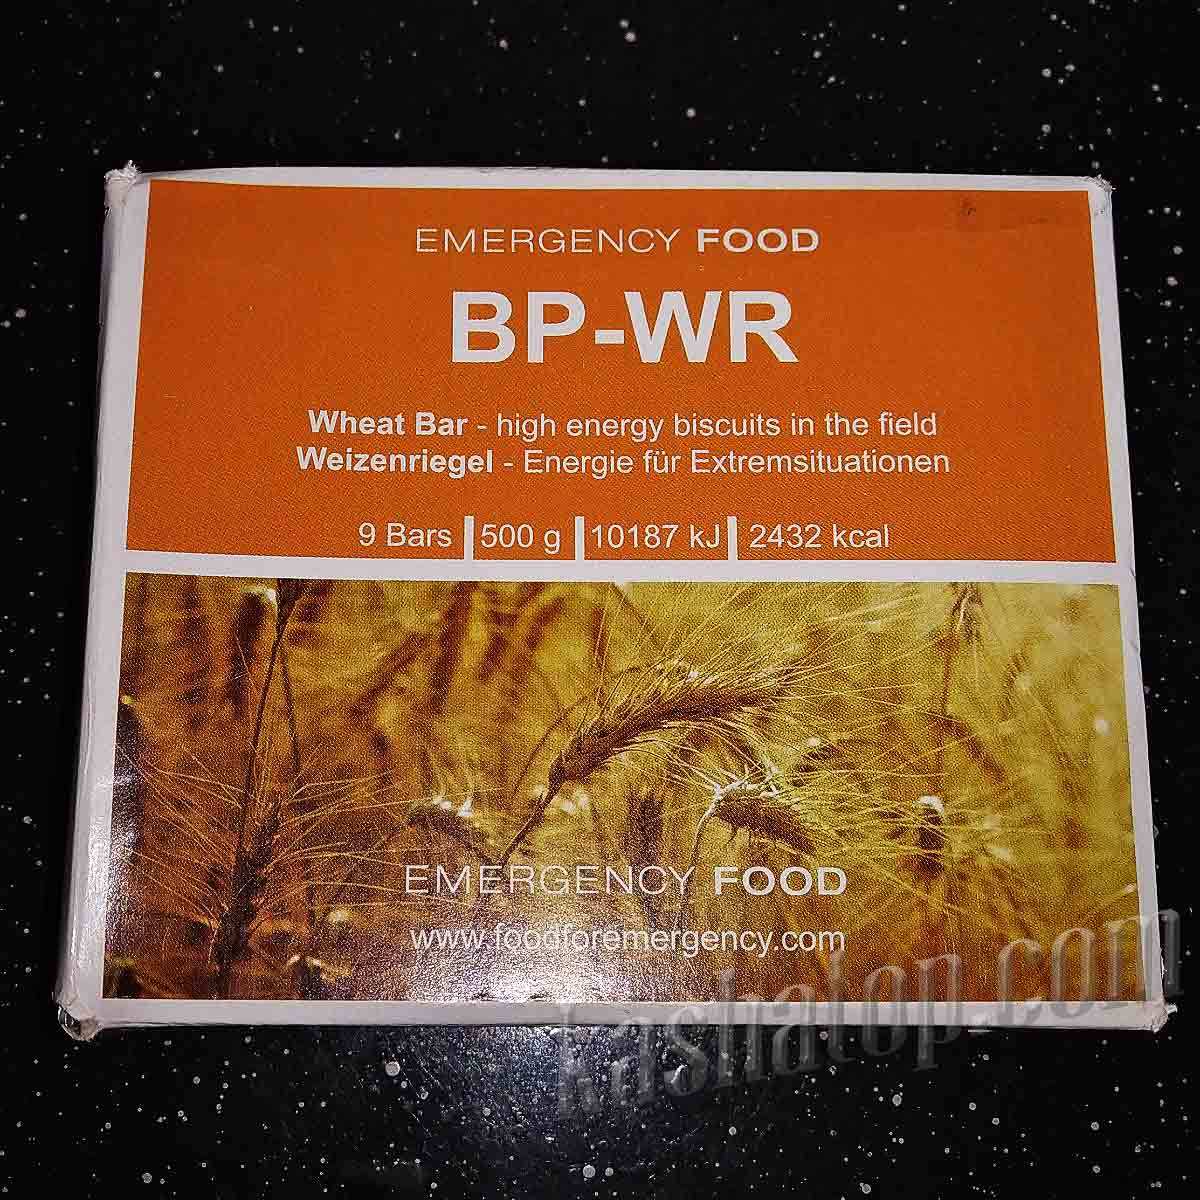 EMERGENCY FOOD
BP-WR
Wheat Bar - high energy biscuits in the field
Weizenriegel - Energie für Extremsituationen
9 Bars | 500 g | 10187 kJ | 2432 kcal
EMERGENCY FOOD
www.foodforemergency.com
kashatop.com